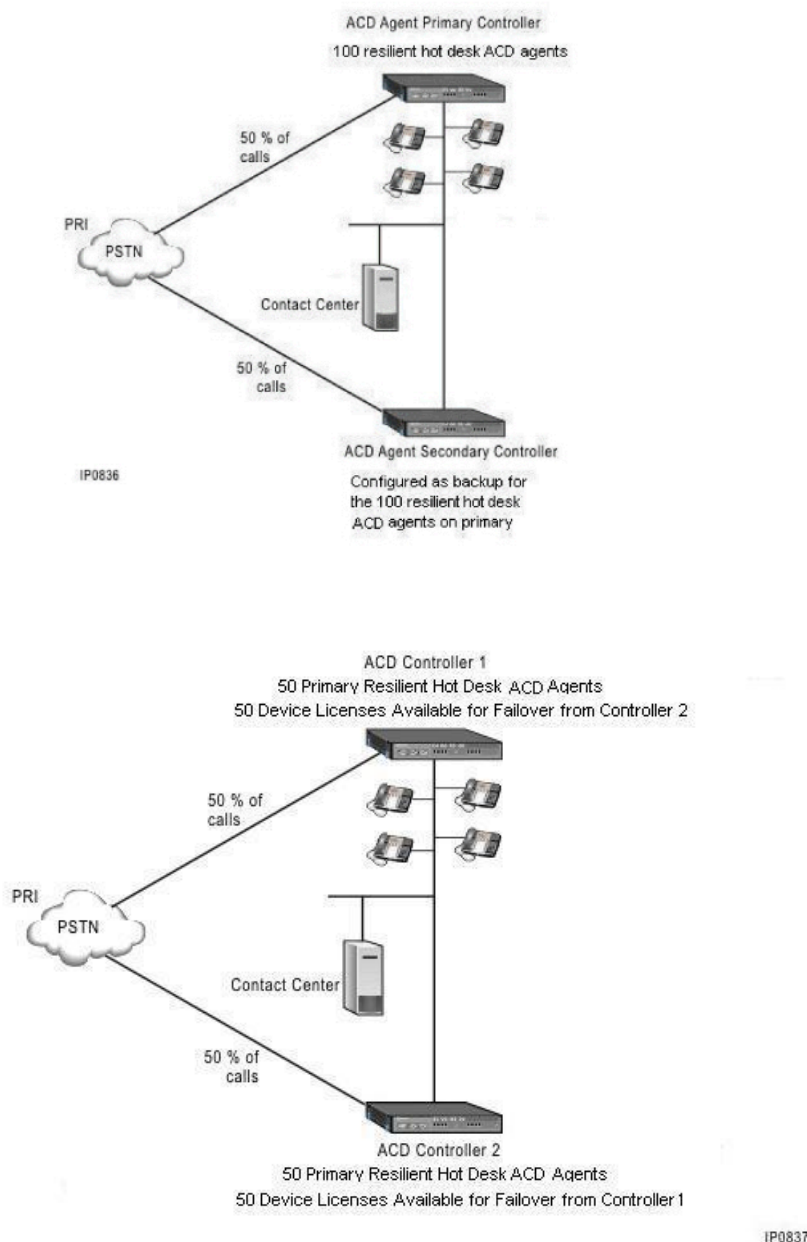 ACD Agent Primary Controller
100 resilient hot desk ACD agents
50 % of
calls
PRI
PSTN
Contact Center
50 % of
calls
ACD Agent Secondary Controller
IP0836
Configured as backup for
the 100 resilient hot desk
ACD agents on primary
ACD Controller 1
50 Primary Resilient Hot Desk ACD Agents
50 Device Licenses Available for Failover from Controller 2
50 % of
calls
PRI
PSTN
Contact Center
50 % of
calls
ACD Controller 2
50 Primary Resilient Hot Desk ACD Agents
50 Device Licenses Available for Failover from Controller 1
IP0837